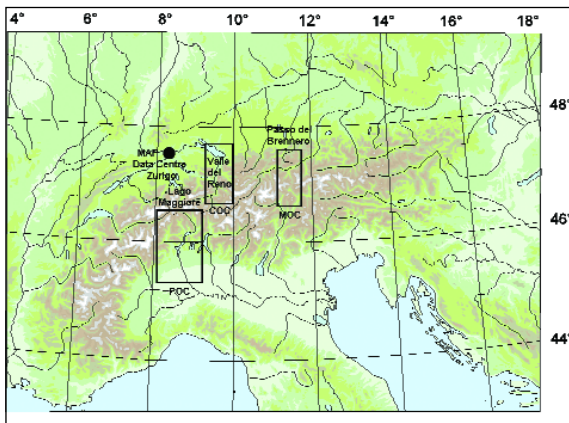 4° 6° 8° 10° 12° 14° 16° 18°
48°
46°
44°
Passo del
Brennero
MAP
Data Centre
Zurigo
Valle
del
Reno
Lago
Maggiore
COC
MOC
POC